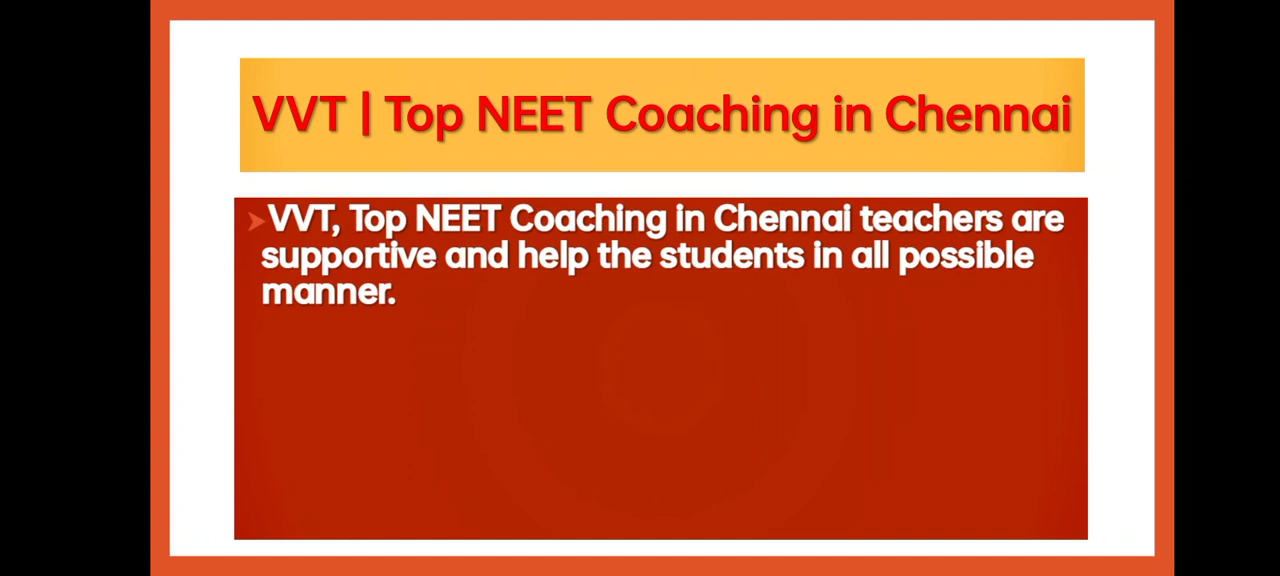 VVT | Top NEET Coaching in Chennai
➤VVT, Top NEET Coaching in Chennai teachers are
supportive and help the students in all possible
manner.